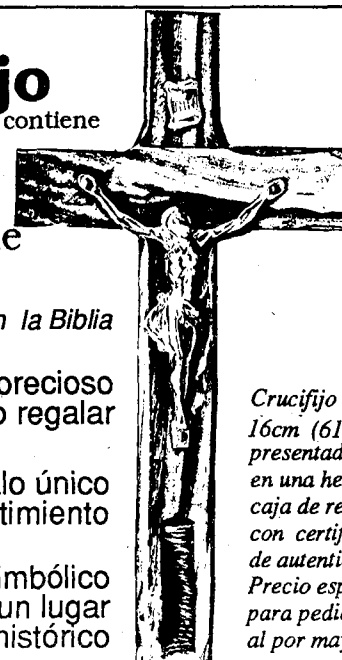 jo
contiene
e
n la Biblia
precioso
o regalar
lo único
timiento
imbólico
un lugar
histórico
Crucifijo
16cm (61
presentad
en una he
caja de re
con certif
de autenti
Precio esp
para pedi
al por may